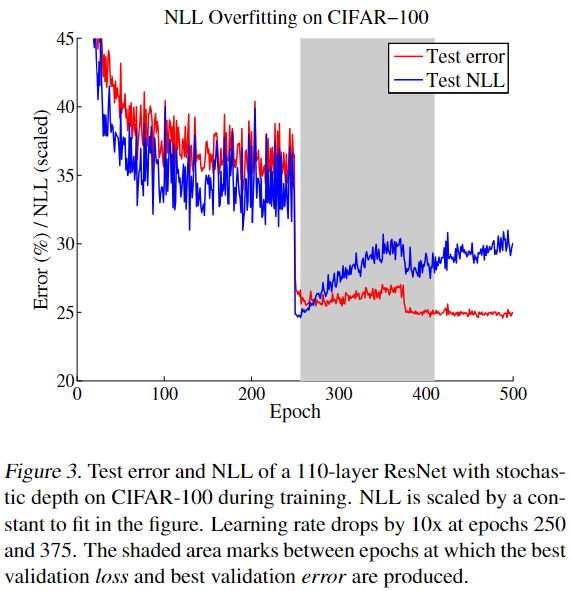 NLL Overfitting on CIFAR−100
45
40
35
30
25
20
Error (%) / NLL (scaled)
Test error
Test NLL
0
100
200
300
400
500
Epoch
Figure 3. Test error and NLL of a 110-layer ResNet with stochas-
tic depth on CIFAR-100 during training. NLL is scaled by a con-
stant to fit in the figure. Learning rate drops by 10x at epochs 250
and 375. The shaded area marks between epochs at which the best
validation loss and best validation error are produced.